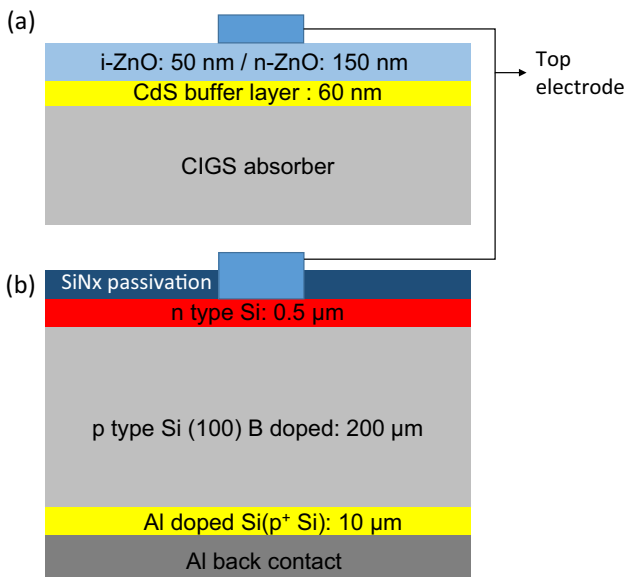 (a)
i-ZnO: 50 nm / n-ZnO: 150 nm
CdS buffer layer : 60 nm
CIGS absorber
Top
electrode
(b)
SiNx passivation
n type Si: 0.5 μm
p type Si (100) B doped: 200 μm
Al doped Si(p⁺ Si): 10 μm
Al back contact